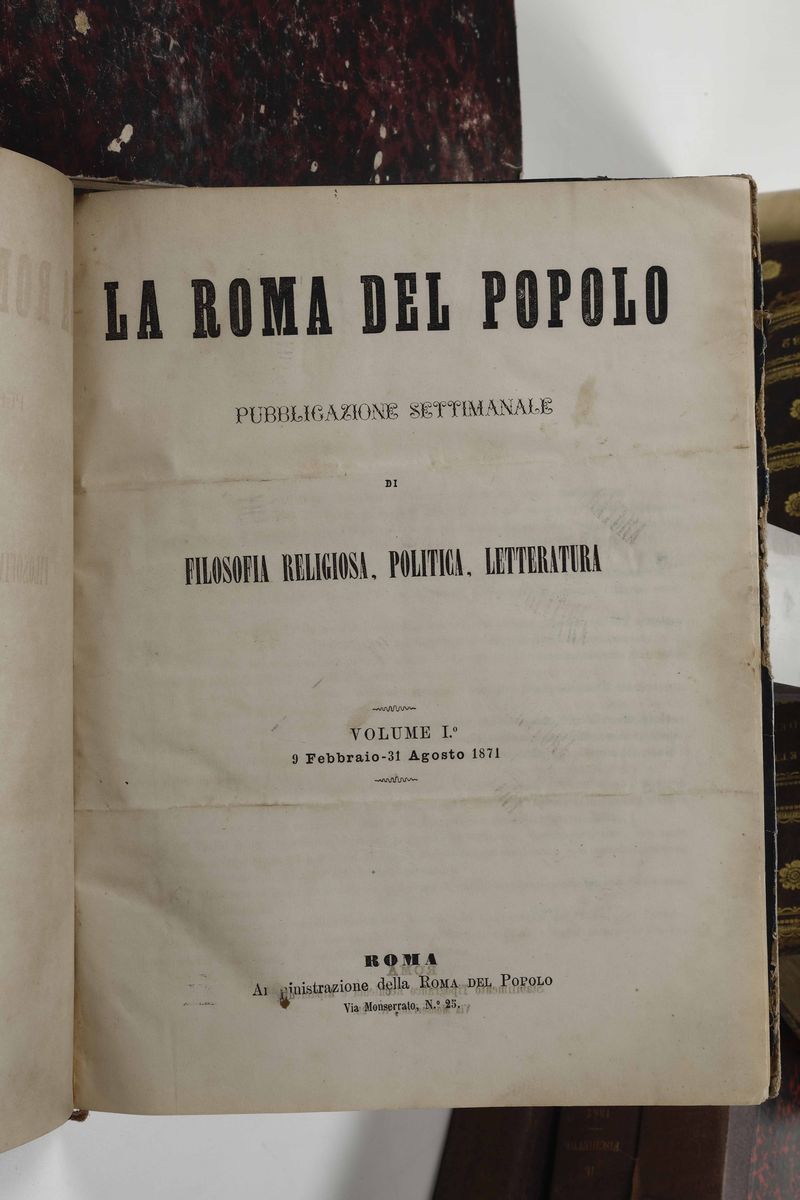 LA ROMA DEL POPOLO
PUBBLICAZIONE SETTIMANALE
DI
FILOSOFIA RELIGIOSA, POLITICA, LETTERATURA
VOLUME I.º
9 Febbraio-31 Agosto 1871
ROMA
della ROMA DEL POPOLO
Via Monserrato, N.º 25.